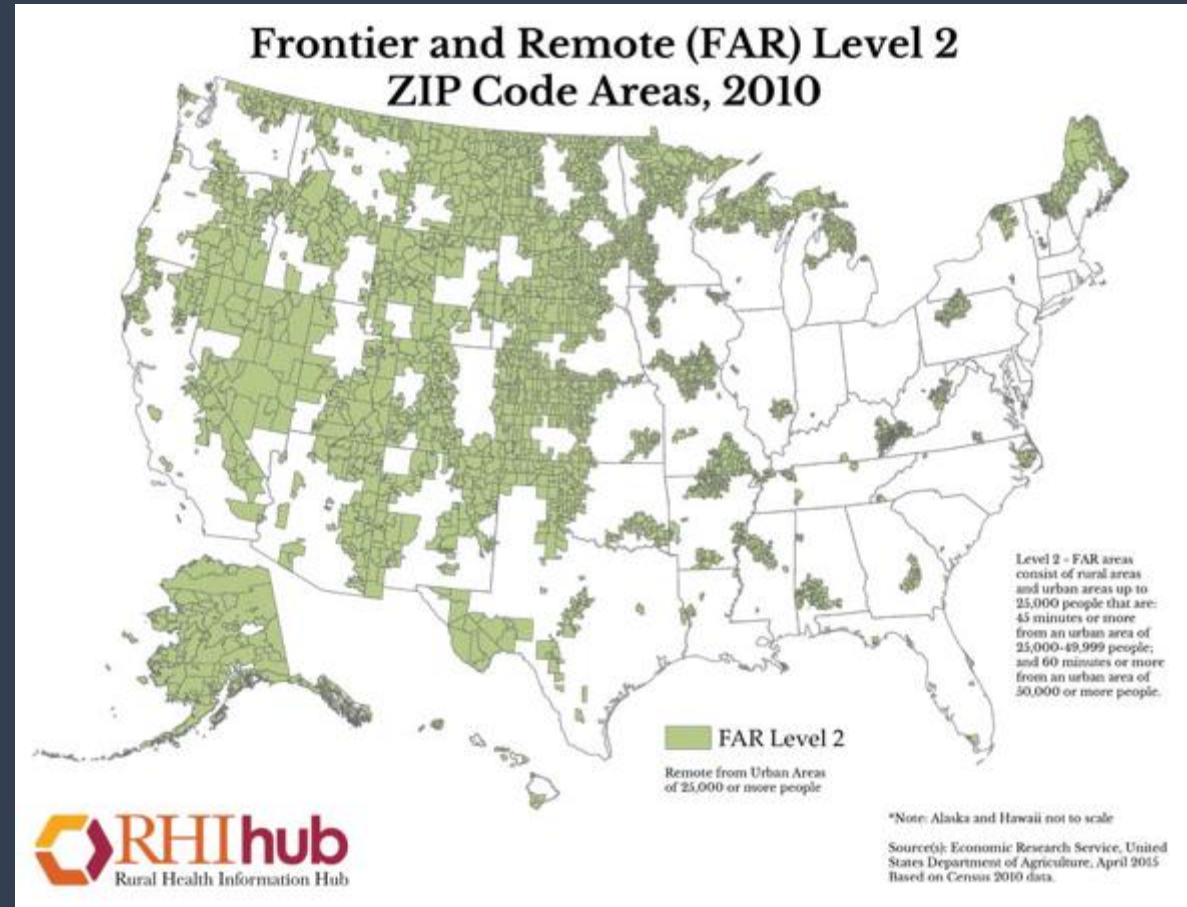 Frontier and Remote (FAR) Level 2
ZIP Code Areas, 2010
Level 2 - FAR areas
consist of rural areas
and urban areas up to
25,000 people that are:
45 minutes or more
from an urban area of
25,000-49,999 people;
and 60 minutes or more
from an urban area of
50,000 or more people.
FAR Level 2
Remote from Urban Areas
of 25,000 or more people
RHIhub
Rural Health Information Hub
*Note: Alaska and Hawaii not to scale
Source(s): Economic Research Service, United
States Department of Agriculture, April 2015
Based on Census 2010 data.